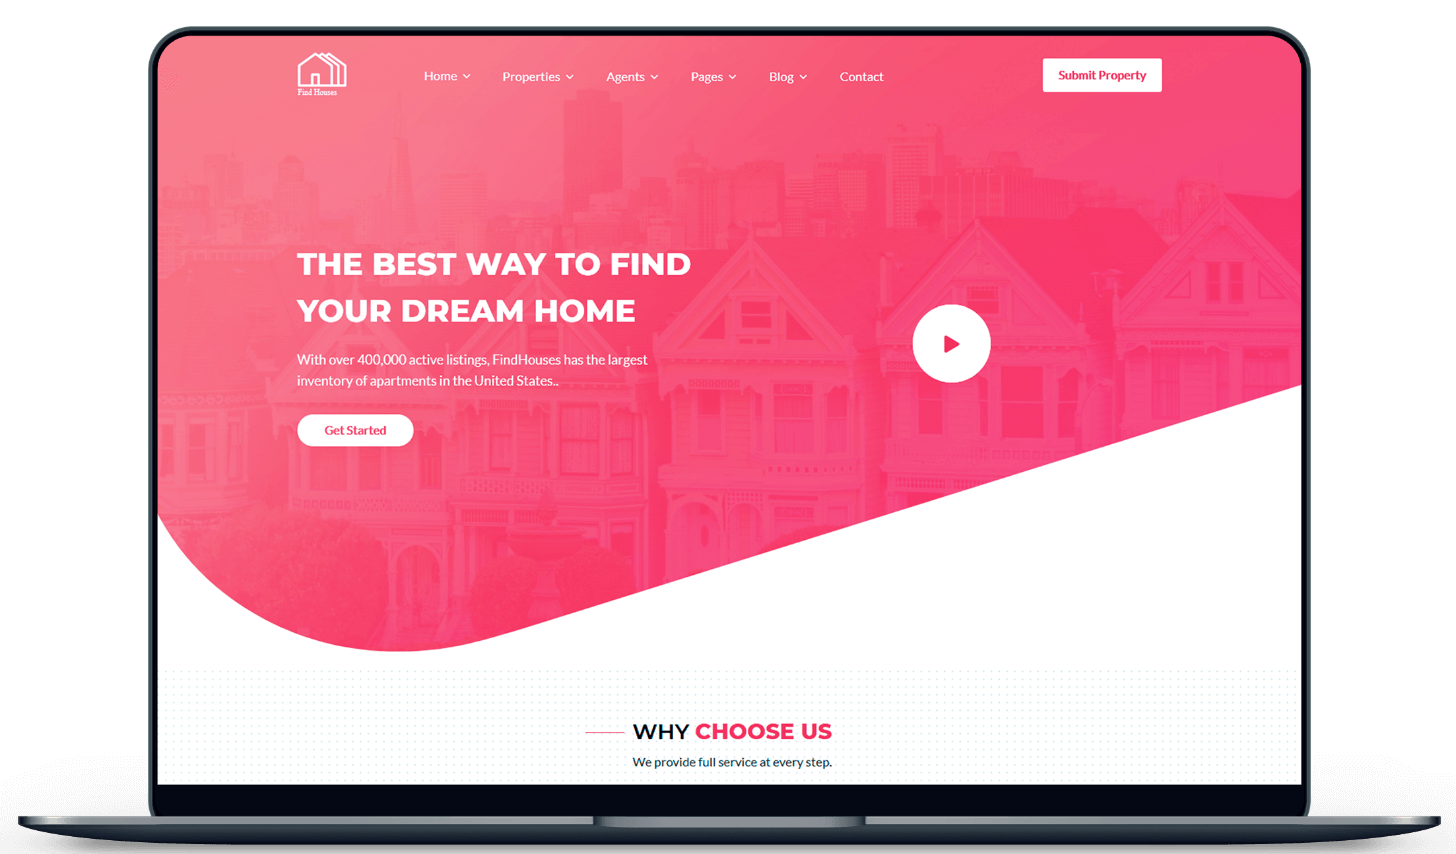 Find Houses
Home
Properties
Agents
Pages
Blog
Contact
Submit Property
THE BEST WAY TO FIND
YOUR DREAM HOME
With over 400,000 active listings, FindHouses has the largest
inventory of apartments in the United States..
Get Started
WHY CHOOSE US
We provide full service at every step.